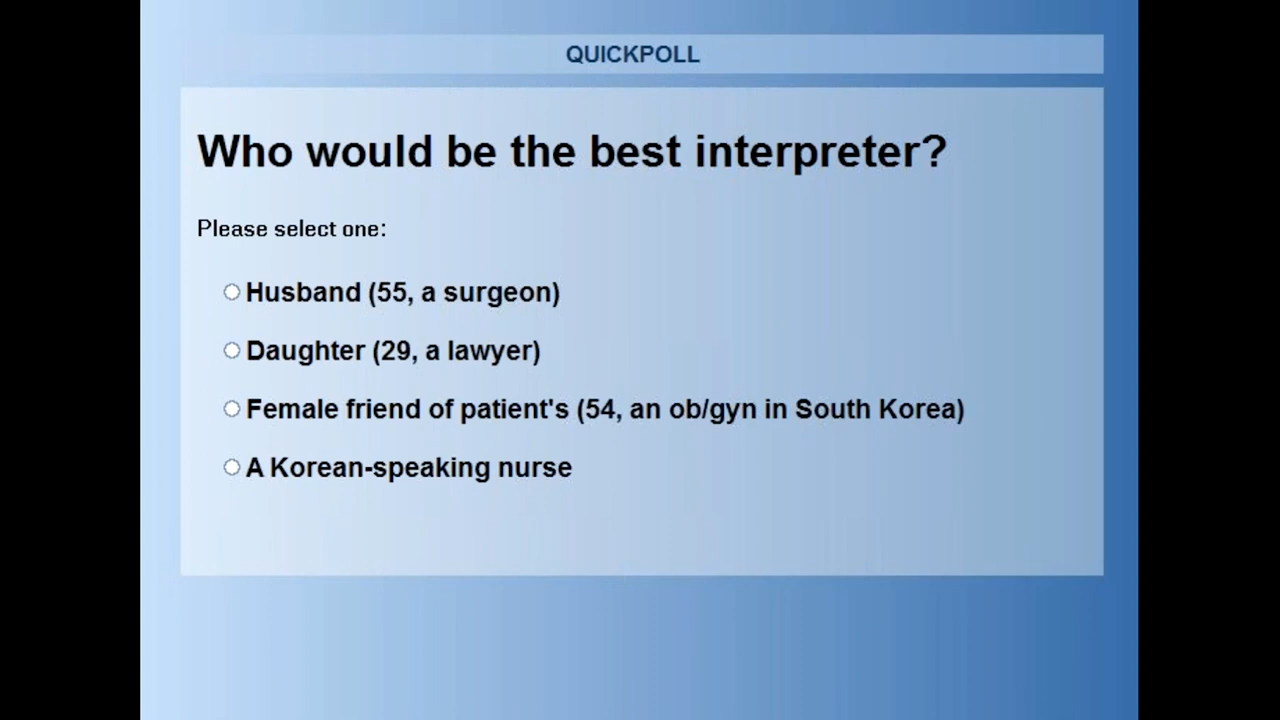 QUICKPOLL
Who would be the best interpreter?
Please select one:
Husband (55, a surgeon)
Daughter (29, a lawyer)
Female friend of patient's (54, an ob/gyn in South Korea)
A Korean-speaking nurse